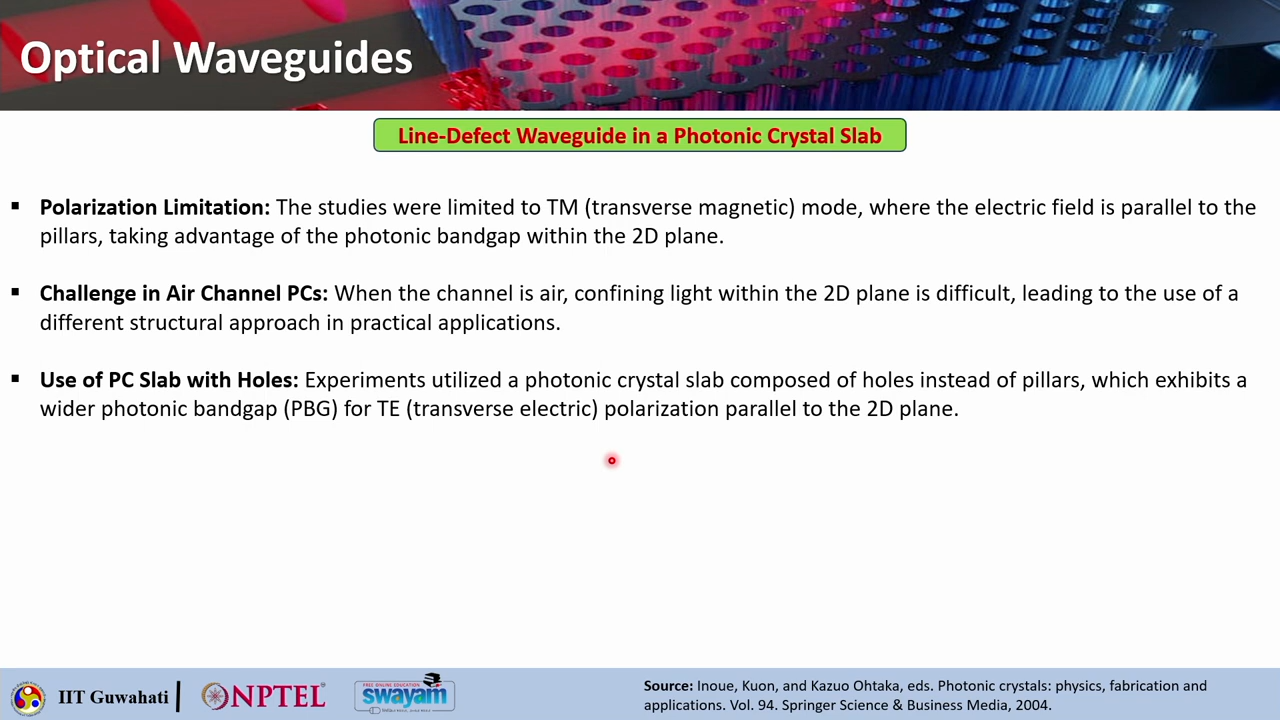 Optical Waveguides
Line-Defect Waveguide in a Photonic Crystal Slab
▪ Polarization Limitation: The studies were limited to TM (transverse magnetic) mode, where the electric field is parallel to the
pillars, taking advantage of the photonic bandgap within the 2D plane.
▪ Challenge in Air Channel PCs: When the channel is air, confining light within the 2D plane is difficult, leading to the use of a
different structural approach in practical applications.
▪ Use of PC Slab with Holes: Experiments utilized a photonic crystal slab composed of holes instead of pillars, which exhibits a
wider photonic bandgap (PBG) for TE (transverse electric) polarization parallel to the 2D plane.
IIT Guwahati
NPTEL
FREE ONLINE EDUCATION
swayam
Source: Inoue, Kuon, and Kazuo Ohtaka, eds. Photonic crystals: physics, fabrication and
applications. Vol. 94. Springer Science & Business Media, 2004.